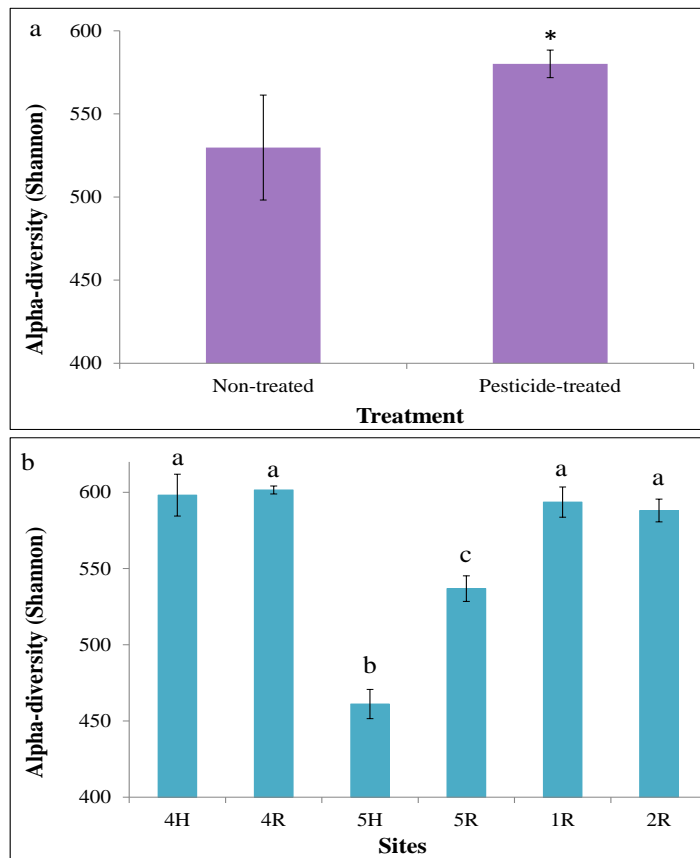 a
600
*
550
500
450
400
Alpha-diversity (Shannon)
Non-treated Pesticide-treated
Treatment
b
a a a a
600
c
550
500
b
450
400
Alpha-diversity (Shannon)
4H 4R 5H 5R 1R 2R
Sites